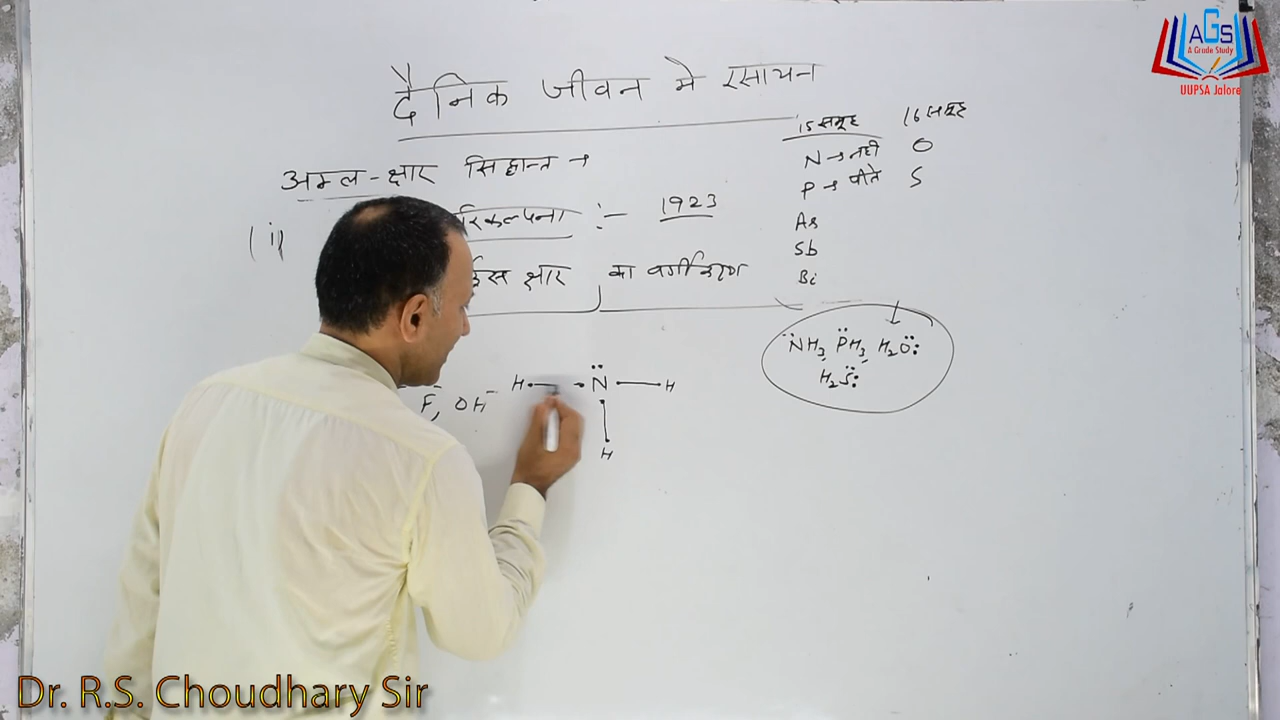 दैनिक जीवन मे रसायन
AGS
A Grade Study
UUPSA Jalore
अम्ल-क्षार सिद्धान्त →
(i)
रिकल्पना :- 1923
ईस क्षार का वर्गीकरण
15 समूह 16 समूह
N → नही O
P → पीते S
As
Sb
Bi
N̈H3 P̈H3 H2Ö:
H2S̈:
F⁻, OH⁻
H N H
H
Dr. R.S. Choudhary Sir